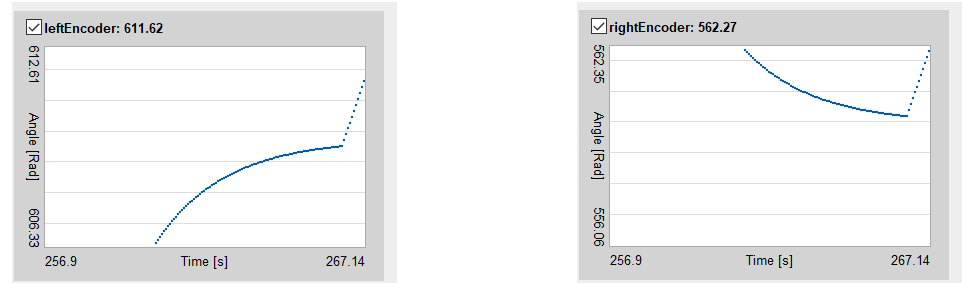 leftEncoder: 611.62
612.61
Angle [Rad]
606.33
256.9 Time [s] 267.14
rightEncoder: 562.27
562.35
Angle [Rad]
556.06
256.9 Time [s] 267.14